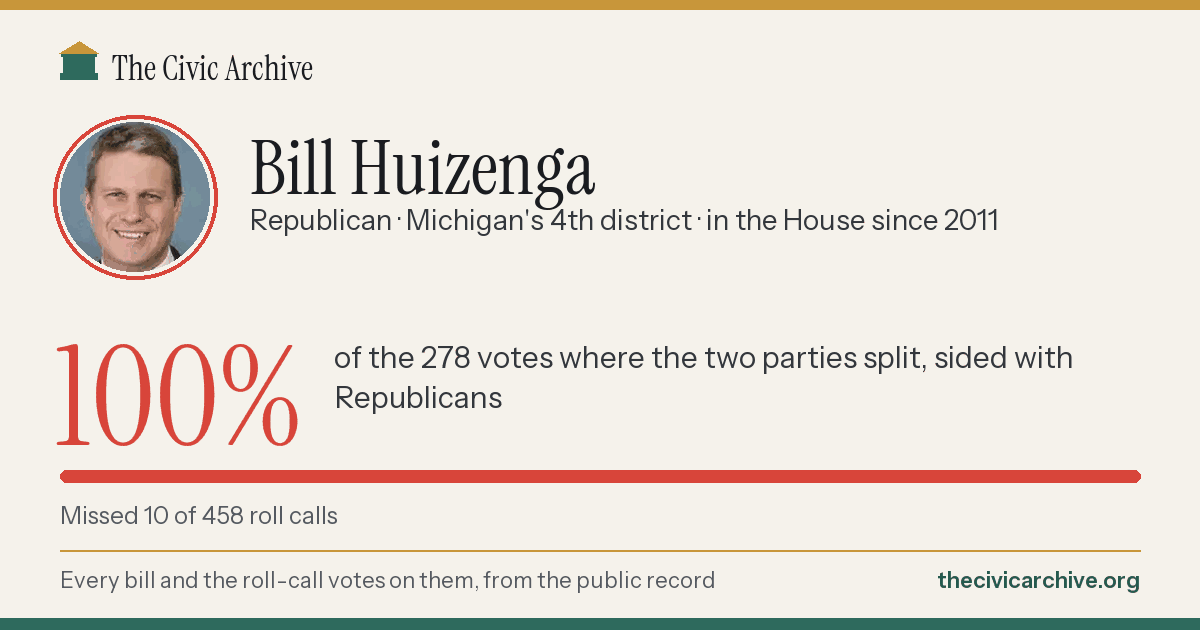 The Civic Archive
Bill Huizenga
Republican · Michigan's 4th district · in the House since 2011
100%
of the 278 votes where the two parties split, sided with
Republicans
Missed 10 of 458 roll calls
Every bill and the roll-call votes on them, from the public record
thecivicarchive.org